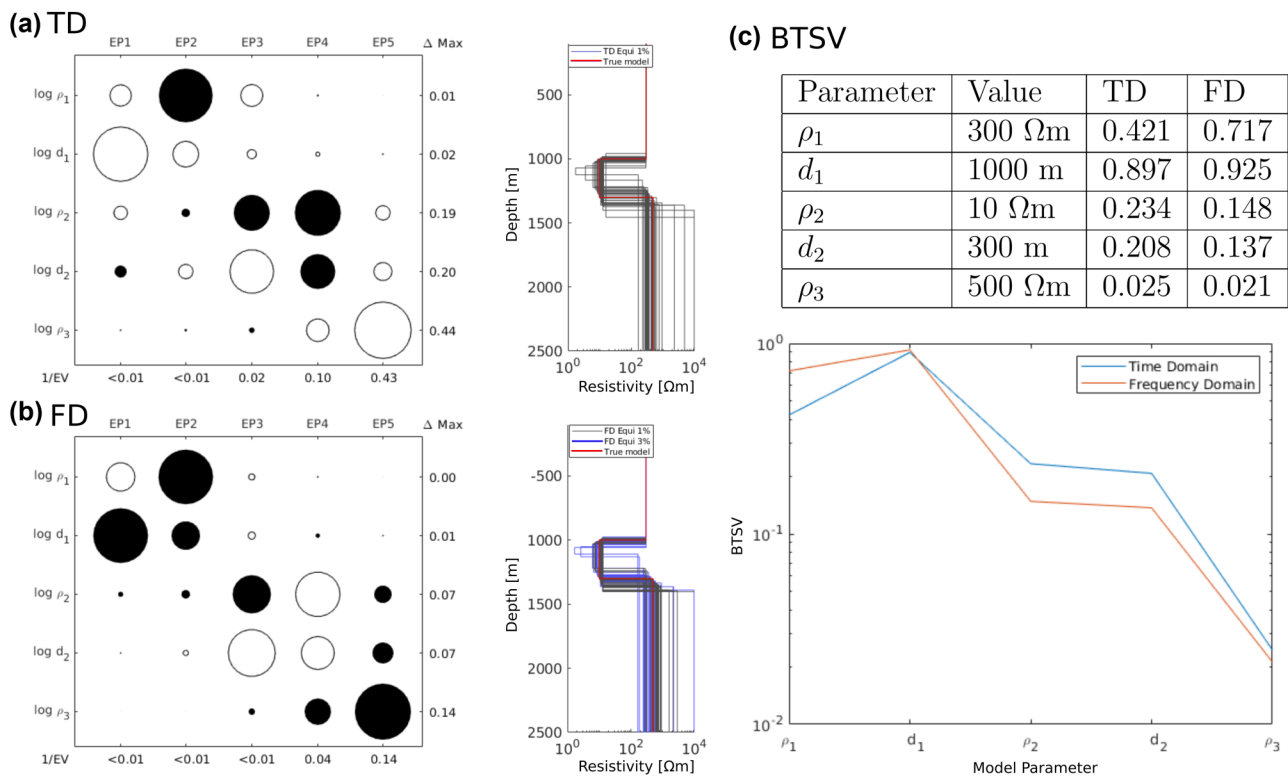 (a) TD
EP1 EP2 EP3 EP4 EP5 Δ Max
log ρ1 0.01
log d1 0.02
log ρ2 0.19
log d2 0.20
log ρ3 0.44
1/EV <0.01 <0.01 0.02 0.10 0.43
TD Equi 1%
True model
Depth [m]
500
1000
1500
2000
2500
10^0 10^2 10^4
Resistivity [Ωm]
(b) FD
EP1 EP2 EP3 EP4 EP5 Δ Max
log ρ1 0.00
log d1 0.01
log ρ2 0.07
log d2 0.07
log ρ3 0.14
1/EV <0.01 <0.01 <0.01 0.04 0.14
FD Equi 1%
FD Equi 3%
True model
Depth [m]
-500
1000
1500
2000
2500
10^0 10^2 10^4
Resistivity [Ωm]
(c) BTSV
Parameter Value TD FD
ρ1 300 Ωm 0.421 0.717
d1 1000 m 0.897 0.925
ρ2 10 Ωm 0.234 0.148
d2 300 m 0.208 0.137
ρ3 500 Ωm 0.025 0.021
Time Domain
Frequency Domain
BTSV
10^0
10^-1
10^-2
ρ1 d1 ρ2 d2 ρ3
Model Parameter